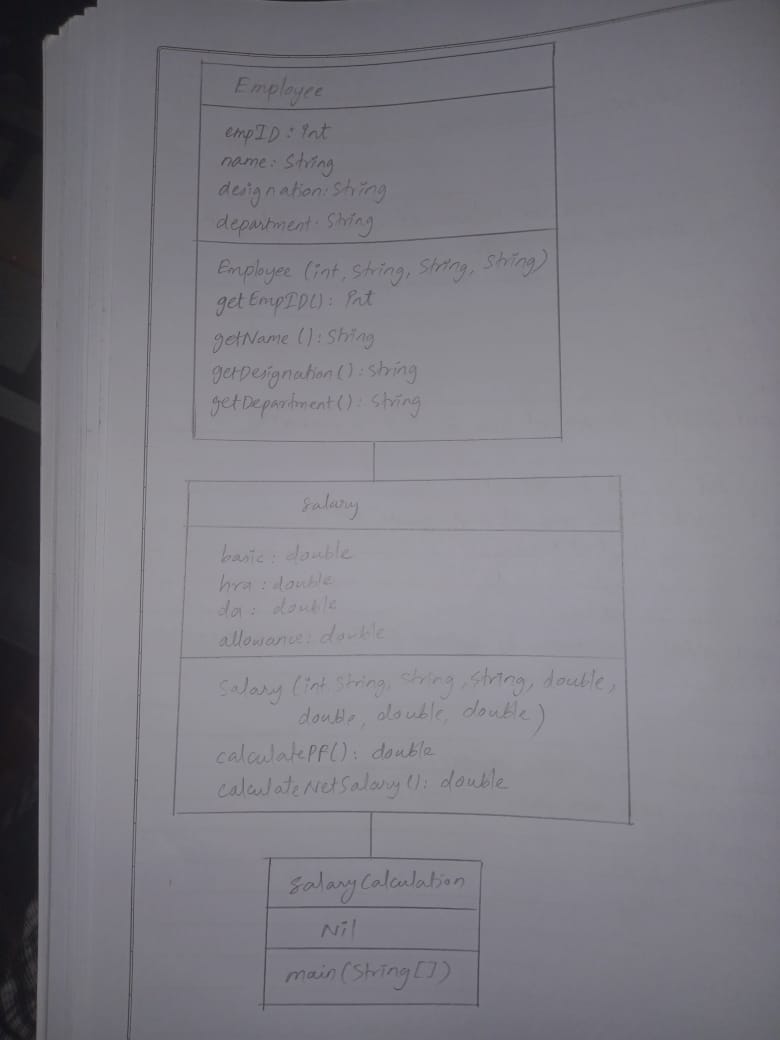 Employee
empID: int
name: String
designation: String
department: String
Employee (int, String, String, String)
getEmpID(): int
getName (): String
getDesignation(): String
getDepartment(): String
Salary
basic: double
hra: double
da: double
allowance: double
Salary (int, String, String, String, double,
double, double, double)
calculatePF(): double
calculateNetSalary(): double
SalaryCalculation
Nil
main(String[])